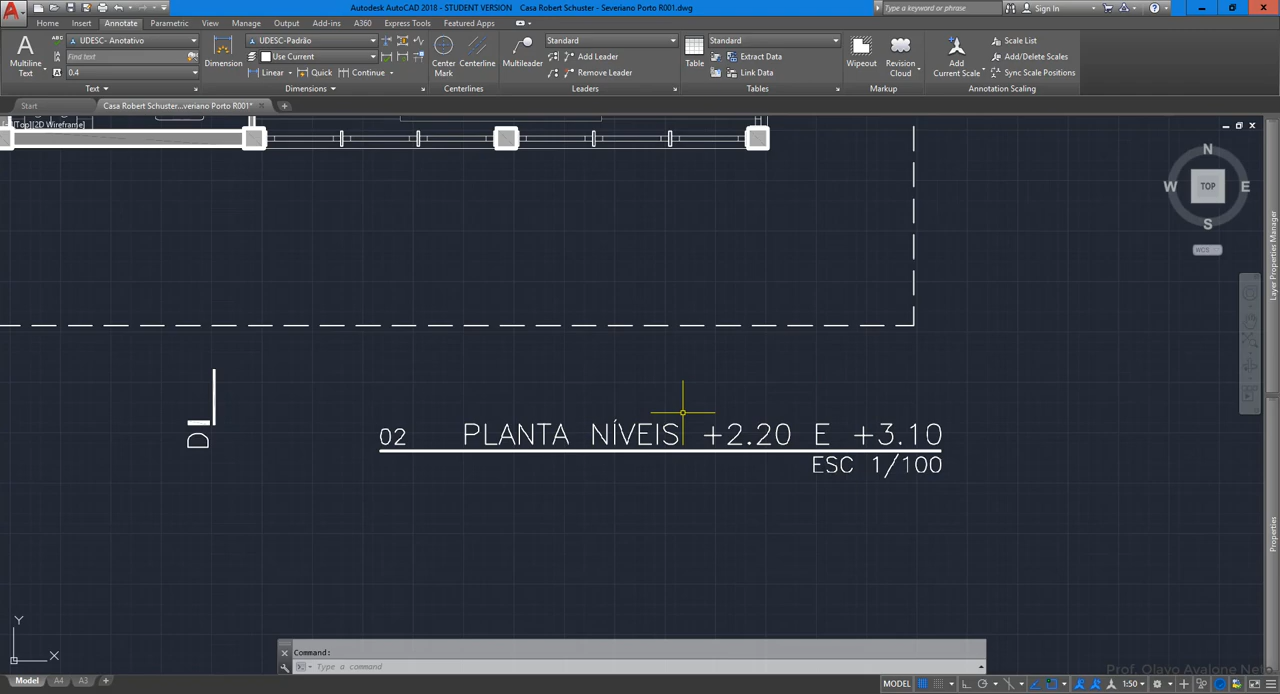 Autodesk AutoCAD 2018 - STUDENT VERSION Casa Robert Schuster - Severiano Porto R001.dwg
Type a keyword or phrase
Sign In
Home Insert Annotate Parametric View Manage Output Add-ins A360 Express Tools Featured Apps
Multiline Text
UDESC- Anotativo
Find text
0.4
Dimension
UDESC-Padrão
Use Current
Linear Quick Continue
Center Mark
Centerline
Multileader
Standard
Add Leader
Remove Leader
Table
Standard
Extract Data
Link Data
Wipeout
Revision Cloud
Add Current Scale
Scale List
Add/Delete Scales
Sync Scale Positions
Text Dimensions Centerlines Leaders Tables Markup Annotation Scaling
Start
Casa Robert Schuster...veriano Porto R001*
[-][Top][2D Wireframe]
N
W TOP E
S
WCS
Layer Properties Manager
Properties
D
02 PLANTA NÍVEIS +2.20 E +3.10
ESC 1/100
Y
X
Command:
Type a command
Prof. Olavo Avalone Neto
Model A4 A3
MODEL
1:50